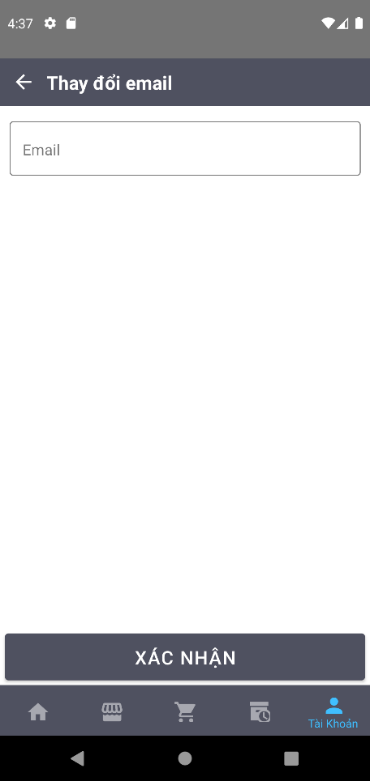 4:37
Thay đổi email
Email
XÁC NHẬN
Tài Khoản